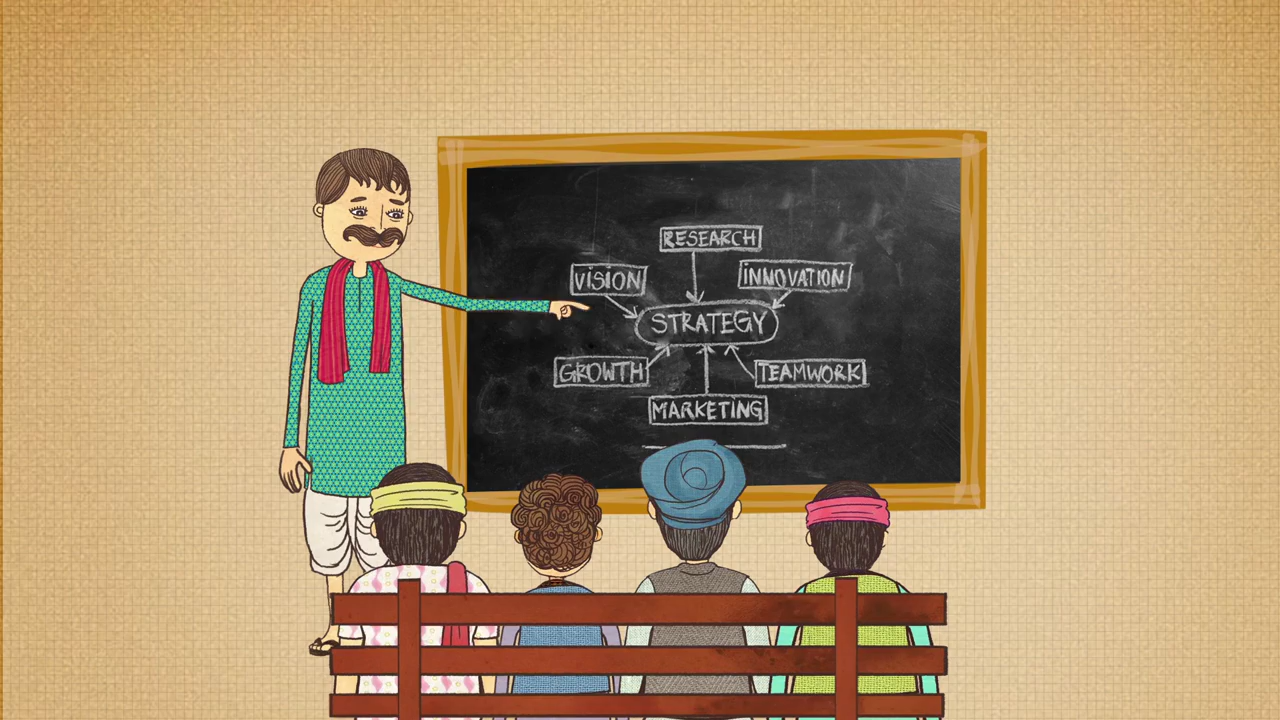 RESEARCH
VISION
INNOVATION
STRATEGY
GROWTH
TEAMWORK
MARKETING